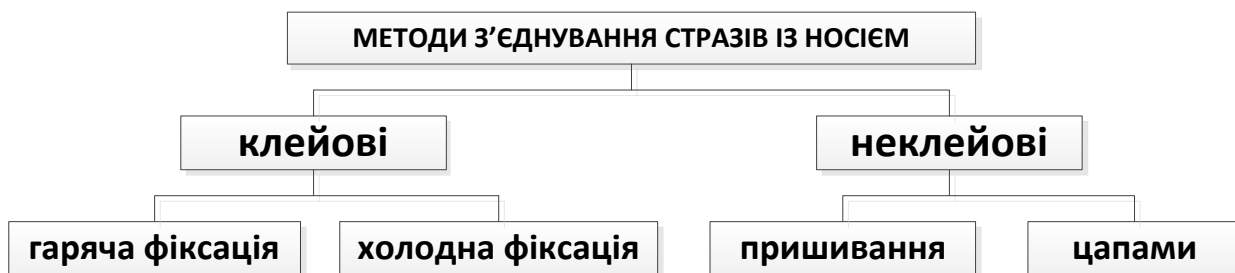 МЕТОДИ З’ЄДНУВАННЯ СТРАЗІВ ІЗ НОСІЄМ
клейові
неклейові
гаряча фіксація
холодна фіксація
пришивання
цапами